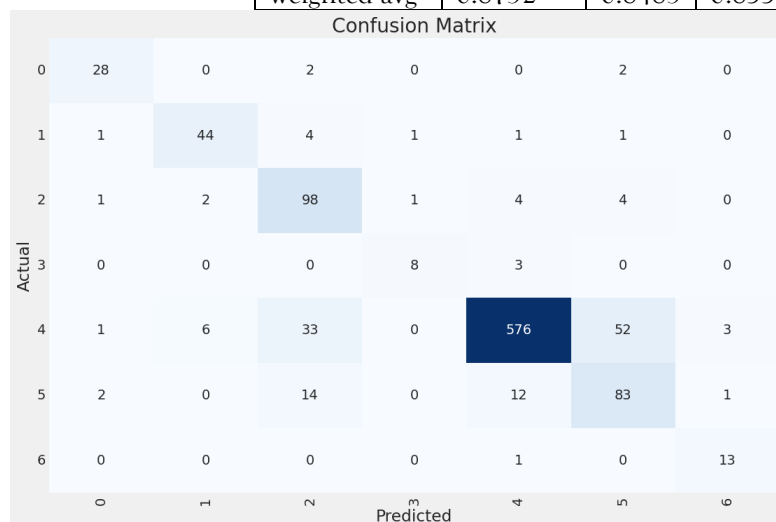 Confusion Matrix
0 28 0 2 0 0 2 0
1 1 44 4 1 1 1 0
2 1 2 98 1 4 4 0
3 0 0 0 8 3 0 0
4 1 6 33 0 576 52 3
5 2 0 14 0 12 83 1
6 0 0 0 0 1 0 13
Actual
0 1 2 3 4 5 6
Predicted